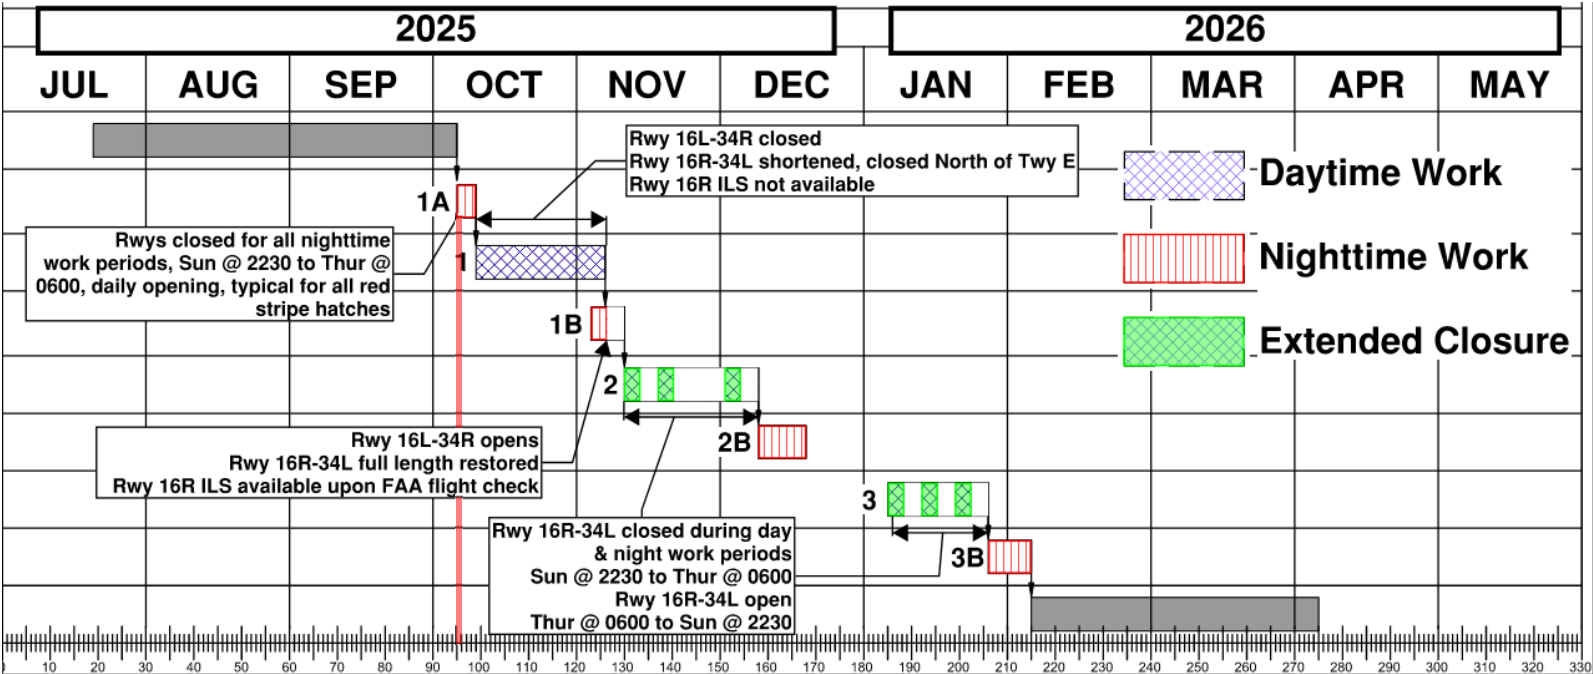 2025
2026
JUL AUG SEP OCT NOV DEC JAN FEB MAR APR MAY
Rwy 16L-34R closed
Rwy 16R-34L shortened, closed North of Twy E
Rwy 16R ILS not available
Daytime Work
Nighttime Work
Extended Closure
1A
Rwys closed for all nighttime
work periods, Sun @ 2230 to Thur @
0600, daily opening, typical for all red
stripe hatches
1
1B
2
Rwy 16L-34R opens
Rwy 16R-34L full length restored
Rwy 16R ILS available upon FAA flight check
2B
3
Rwy 16R-34L closed during day
& night work periods
Sun @ 2230 to Thur @ 0600
Rwy 16R-34L open
Thur @ 0600 to Sun @ 2230
3B
0 10 20 30 40 50 60 70 80 90 100 110 120 130 140 150 160 170 180 190 200 210 220 230 240 250 260 270 280 290 300 310 320 330